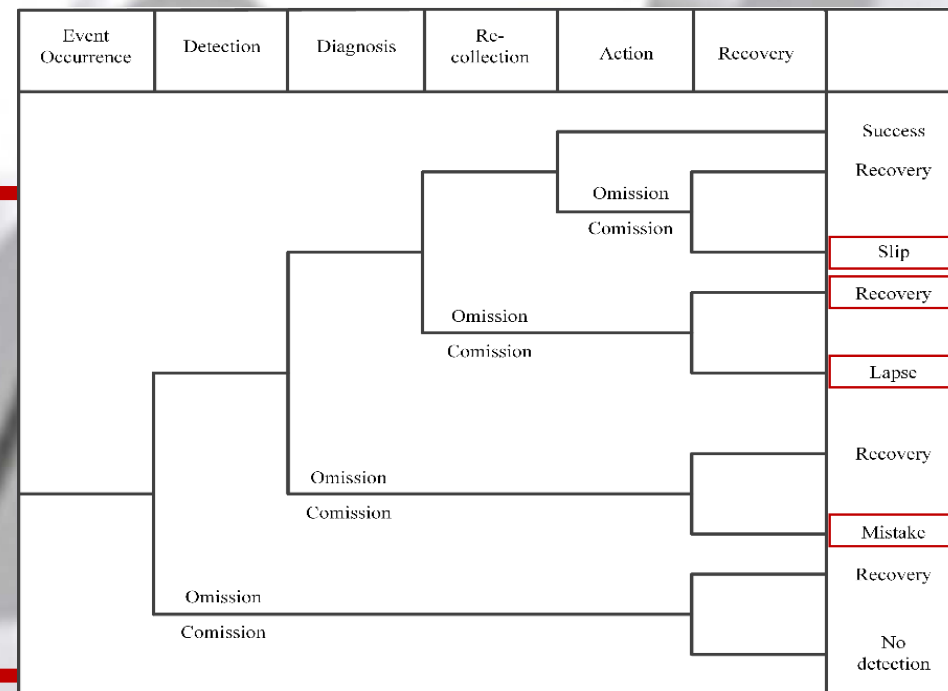 Event
Occurrence
Detection
Diagnosis
Re-
collection
Action
Recovery
Success
Recovery
Omission
Comission
Slip
Recovery
Omission
Comission
Lapse
Recovery
Omission
Comission
Mistake
Recovery
Omission
Comission
No
detection